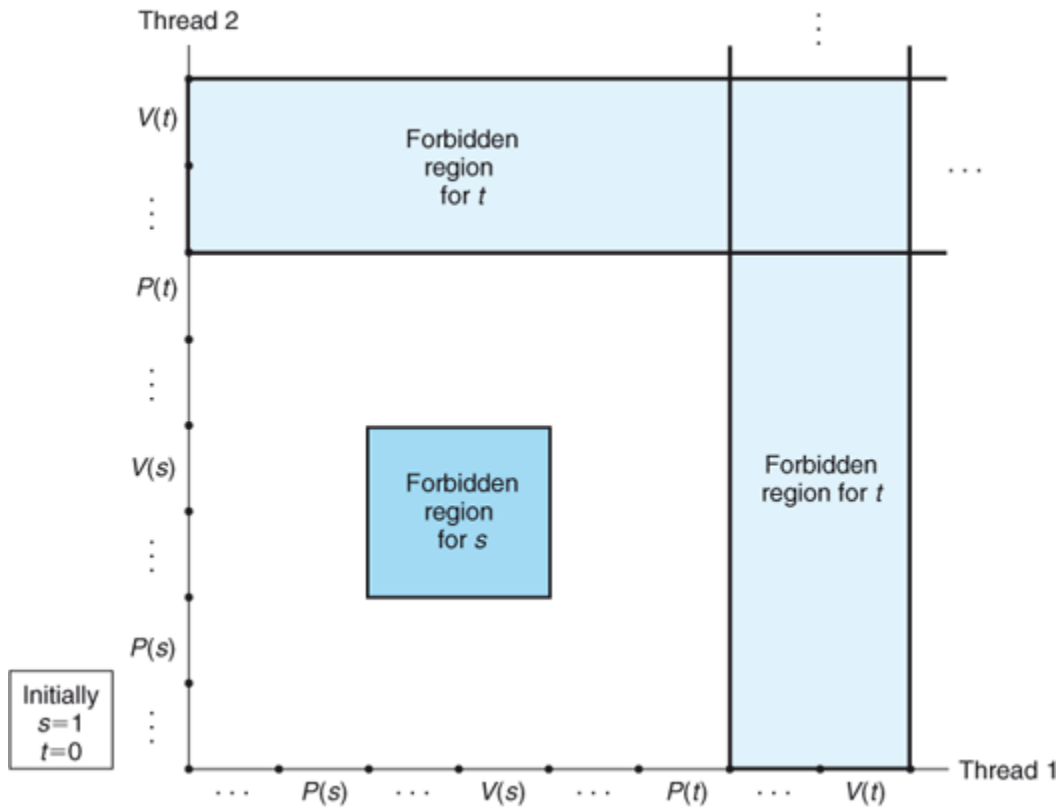 Thread 2
⋮
V(t)
Forbidden
region
for t
...
⋮
P(t)
⋮
V(s)
Forbidden
region
for s
Forbidden
region for t
⋮
P(s)
Initially
s=1
t=0
⋮
Thread 1
... P(s) ... V(s) ... P(t) ... V(t)